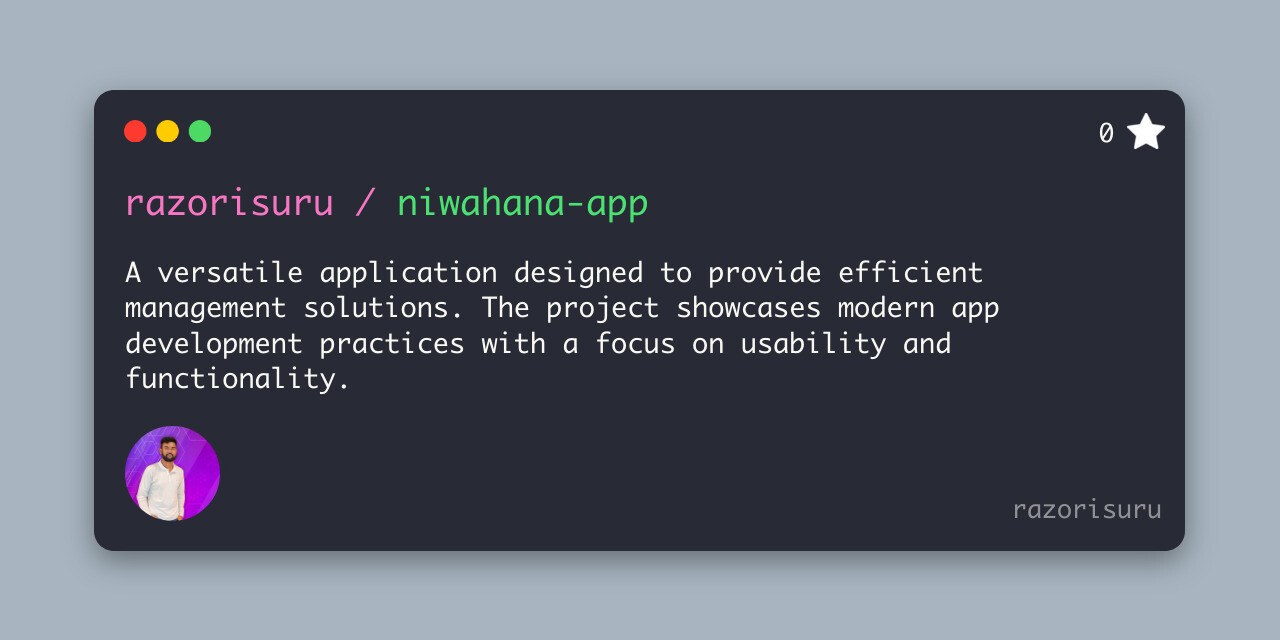 0
razorisuru / niwahana-app
A versatile application designed to provide efficient
management solutions. The project showcases modern app
development practices with a focus on usability and
functionality.
razorisuru